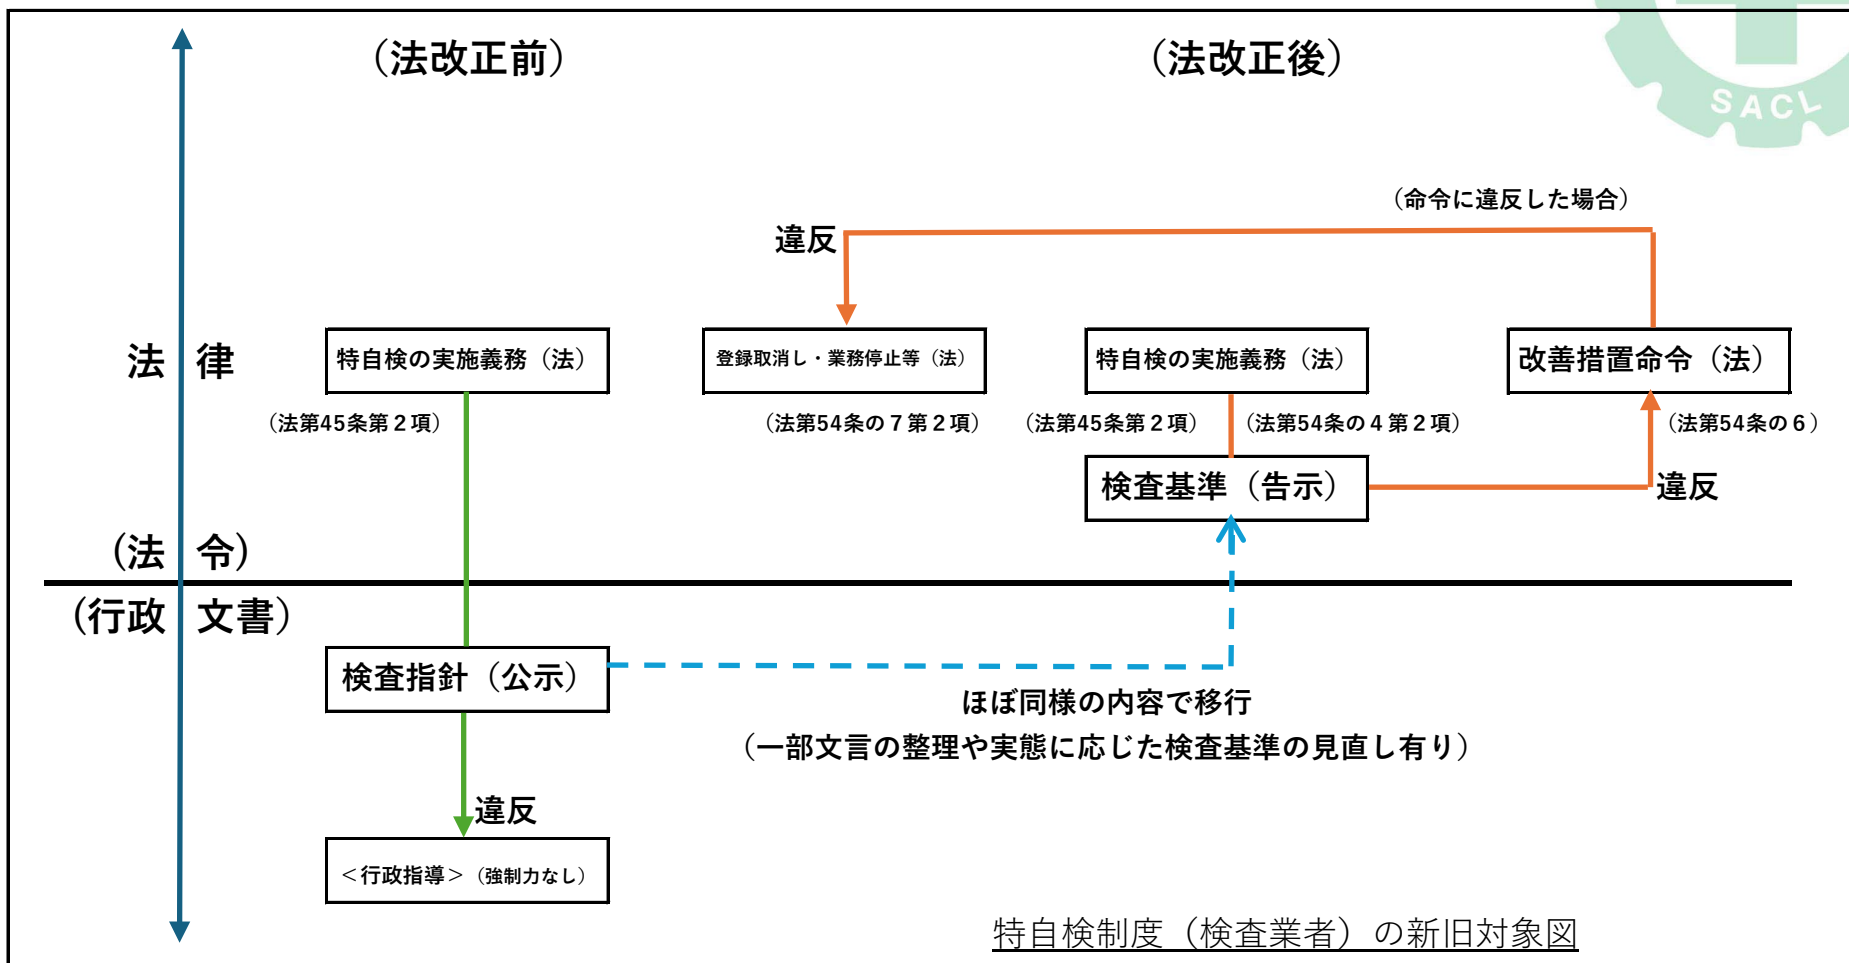 （法改正前）
（法改正後）
SACL
（命令に違反した場合）
違反
法 律
特自検の実施義務（法）
登録取消し・業務停止等（法）
特自検の実施義務（法）
改善措置命令（法）
（法第45条第２項）
（法第54条の７第２項）
（法第45条第２項）
（法第54条の４第２項）
（法第54条の６）
検査基準（告示）
違反
（法 令）
（行政 文書）
検査指針（公示）
ほぼ同様の内容で移行
（一部文言の整理や実態に応じた検査基準の見直し有り）
違反
＜行政指導＞（強制力なし）
特自検制度（検査業者）の新旧対象図